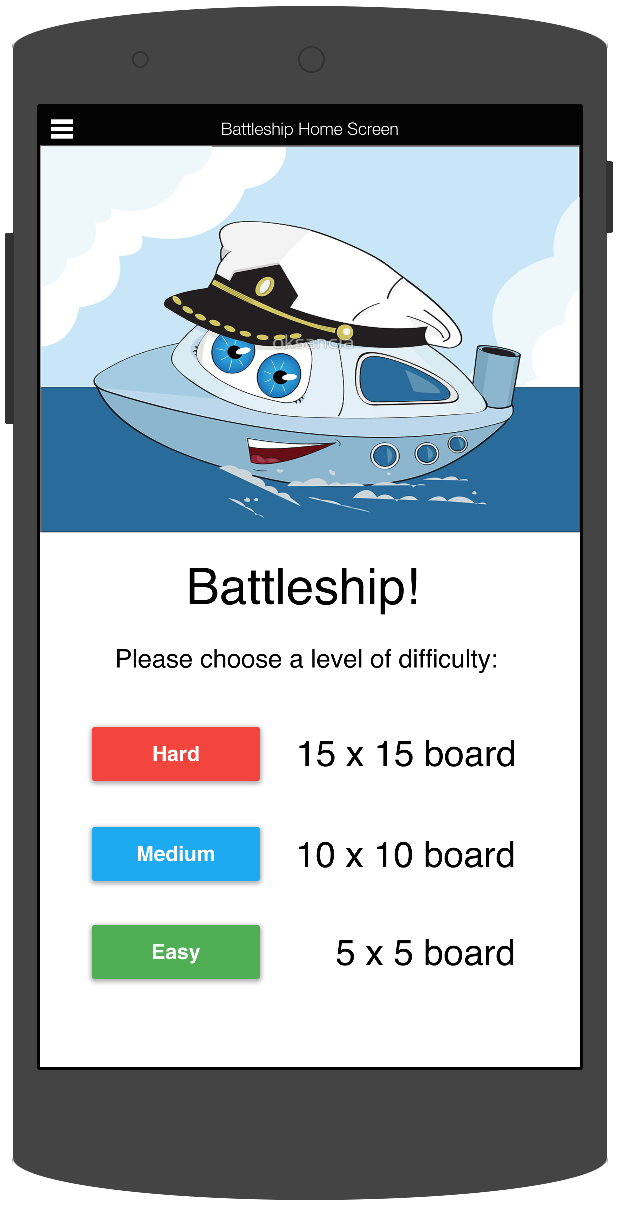 Battleship Home Screen
oksancia
Battleship!
Please choose a level of difficulty:
Hard 15 x 15 board
Medium 10 x 10 board
Easy 5 x 5 board